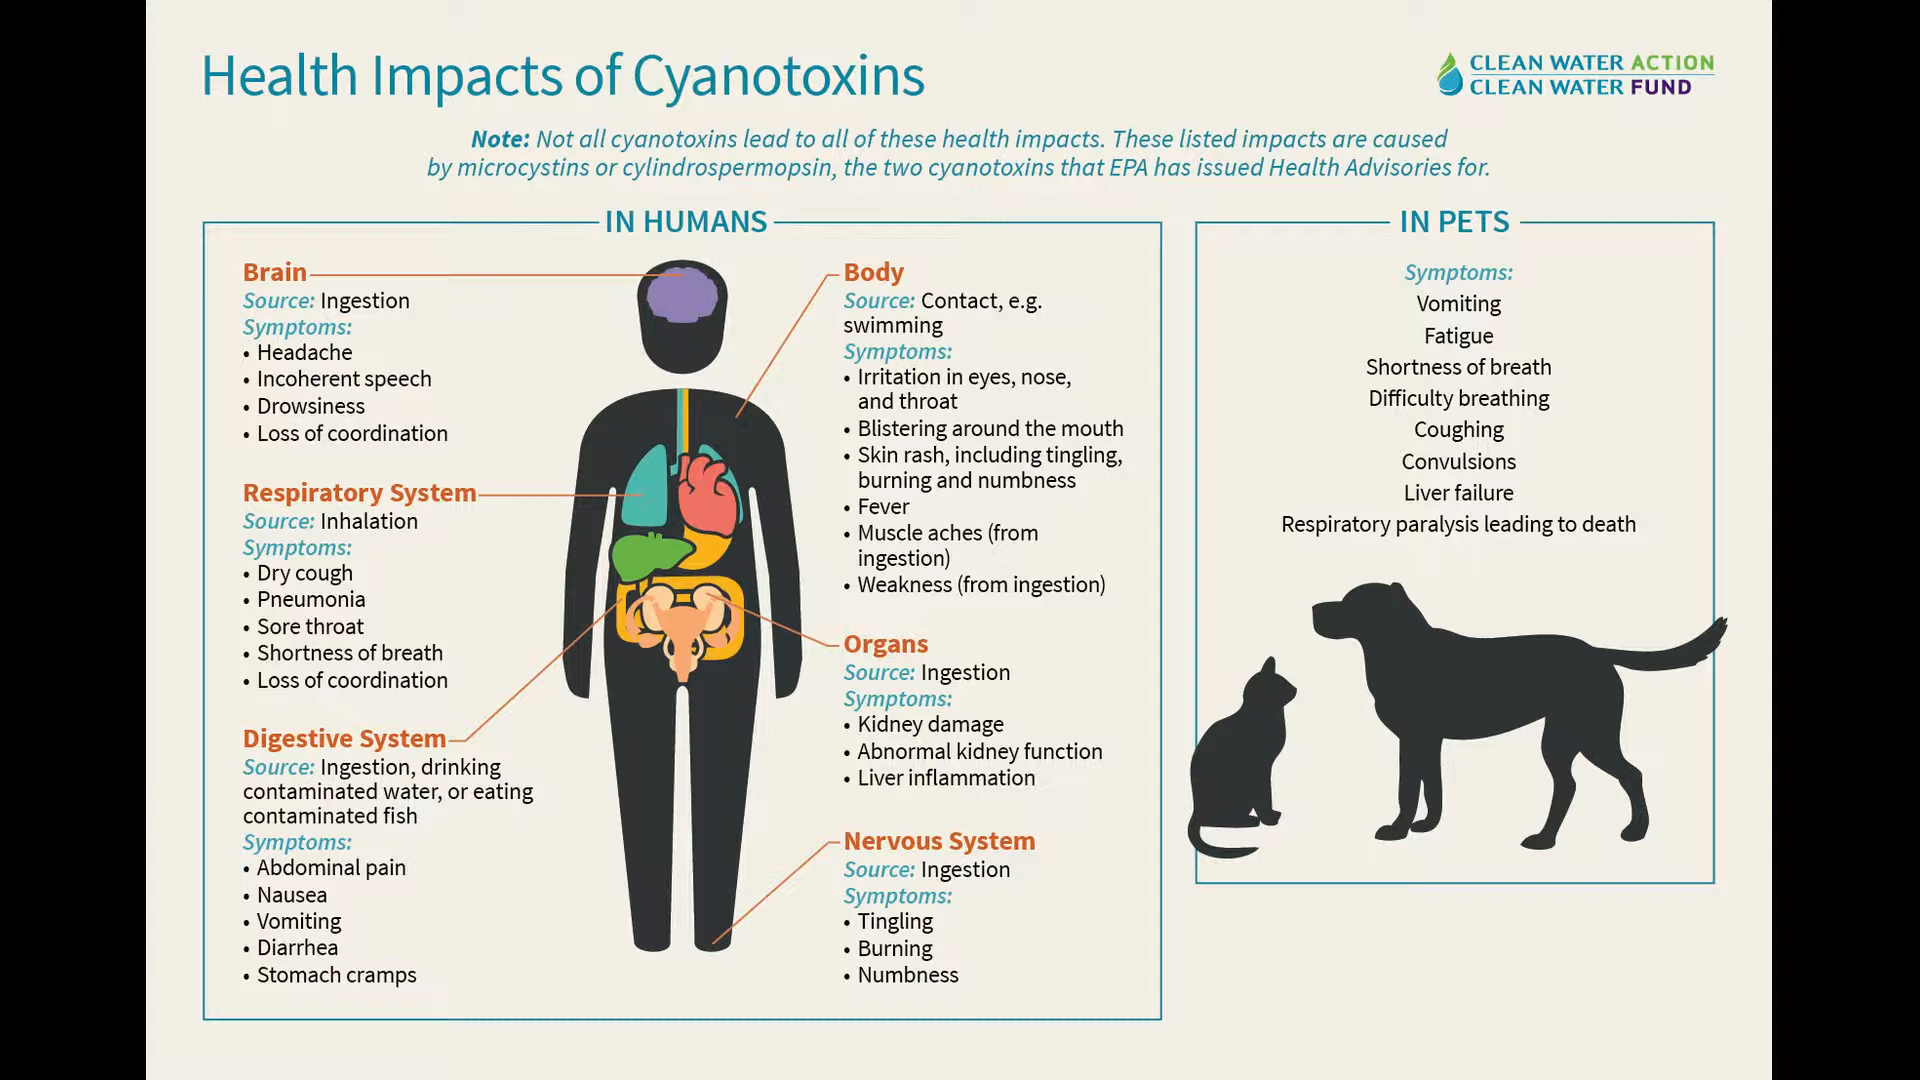 Health Impacts of Cyanotoxins
CLEAN WATER ACTION
CLEAN WATER FUND
Note: Not all cyanotoxins lead to all of these health impacts. These listed impacts are caused
by microcystins or cylindrospermopsin, the two cyanotoxins that EPA has issued Health Advisories for.
IN HUMANS
Brain
Source: Ingestion
Symptoms:
• Headache
• Incoherent speech
• Drowsiness
• Loss of coordination
Respiratory System
Source: Inhalation
Symptoms:
• Dry cough
• Pneumonia
• Sore throat
• Shortness of breath
• Loss of coordination
Digestive System
Source: Ingestion, drinking
contaminated water, or eating
contaminated fish
Symptoms:
• Abdominal pain
• Nausea
• Vomiting
• Diarrhea
• Stomach cramps
Body
Source: Contact, e.g.
swimming
Symptoms:
• Irritation in eyes, nose,
and throat
• Blistering around the mouth
• Skin rash, including tingling,
burning and numbness
• Fever
• Muscle aches (from
ingestion)
• Weakness (from ingestion)
Organs
Source: Ingestion
Symptoms:
• Kidney damage
• Abnormal kidney function
• Liver inflammation
Nervous System
Source: Ingestion
Symptoms:
• Tingling
• Burning
• Numbness
IN PETS
Symptoms:
Vomiting
Fatigue
Shortness of breath
Difficulty breathing
Coughing
Convulsions
Liver failure
Respiratory paralysis leading to death